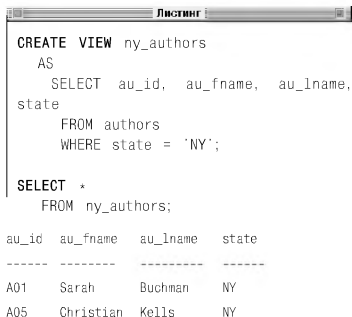 Листинг
CREATE VIEW ny_authors
AS
SELECT au_id, au_fname, au_lname,
state
FROM authors
WHERE state = 'NY';
SELECT *
FROM ny_authors;
au_id au_fname au_lname state
------ -------- ---------- ------
A01 Sarah Buchman NY
A05 Christian Kells NY